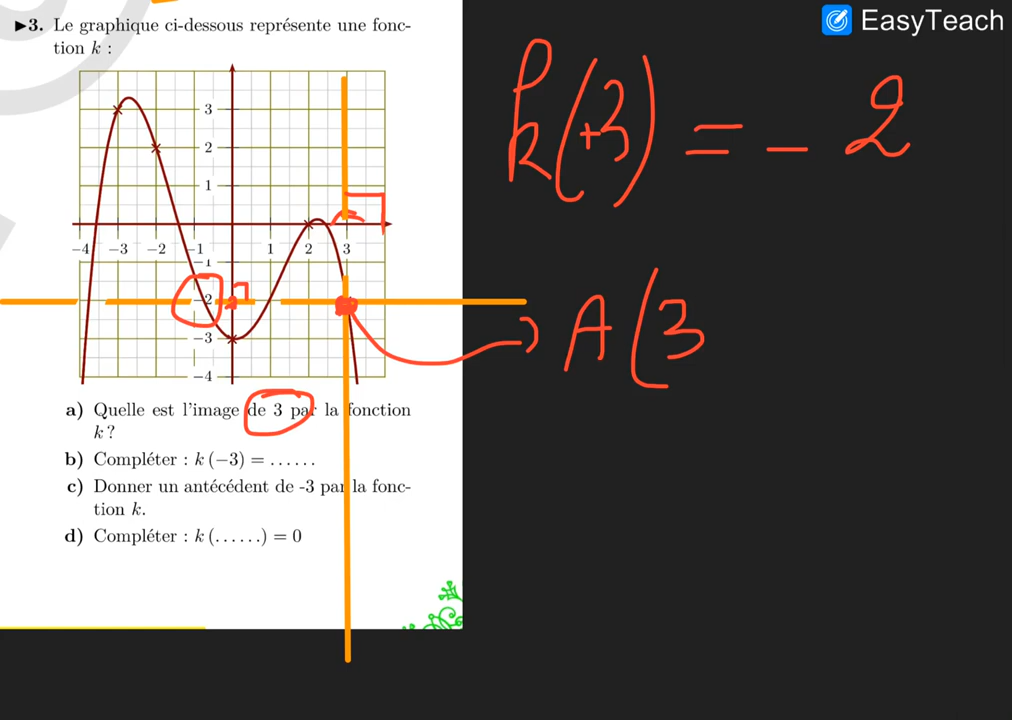 EasyTeach
▶3. Le graphique ci-dessous représente une fonc-
tion k :
3
2
1
−4 −3 −2 −1 1 2 3
−1
−2
−3
−4
a) Quelle est l'image de 3 par la fonction
k ?
b) Compléter : k (−3) = ......
c) Donner un antécédent de -3 par la fonc-
tion k.
d) Compléter : k (......) = 0
k(+3) = - 2
A(3